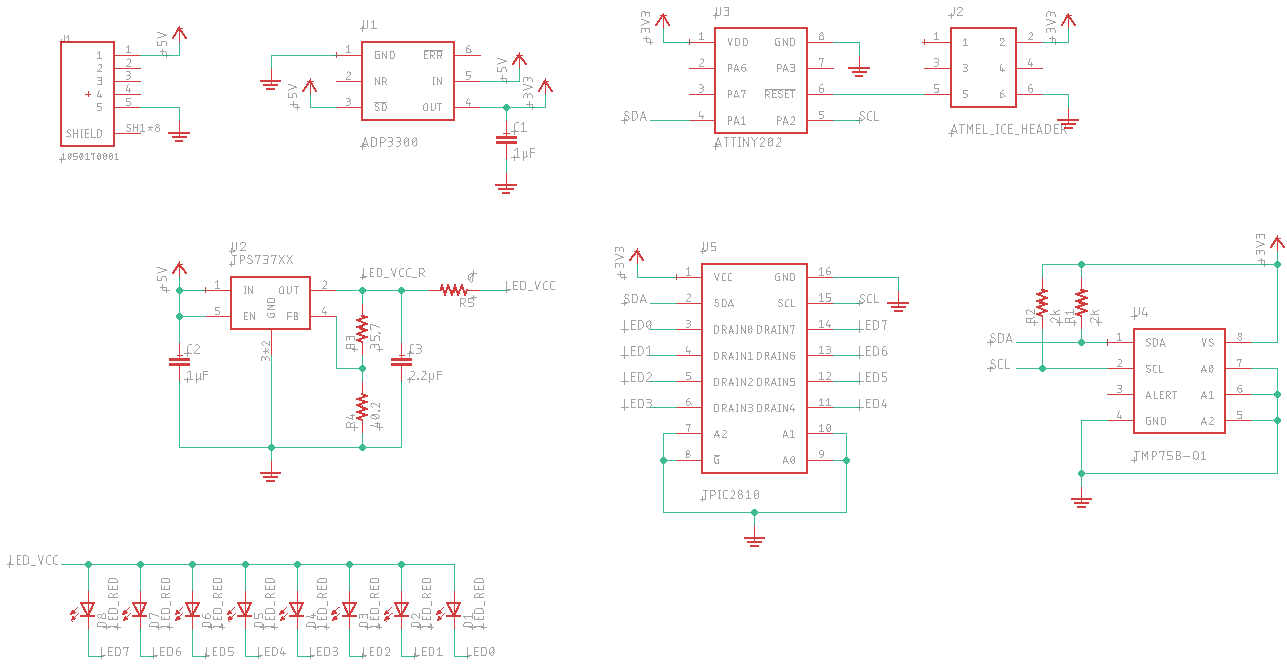 J1
1 1
2 2
3 3
4 4
5 5
SHIELD SH1*8
1050170001
+5V
U1
1 GND ERR 6
2 NR IN 5
3 SD OUT 4
ADP3300
+5V
+5V
+3V3
C1
1µF
U3
+3V3
1 VDD GND 8
2 PA6 PA3 7
3 PA7 RESET 6
SDA 4 PA1 PA2 5 SCL
ATTINY202
J2
+3V3
1 1 2 2
3 3 4 4
5 5 6 6
ATMEL_ICE_HEADER
U2
TPS737XX
+5V
1 IN OUT 2
5 EN FB 4
GND
3*2
LED_VCC_R
0
R5
LED_VCC
R3
35.7
R4
40.2
C2
1µF
C3
2.2µF
U5
+3V3
1 VCC GND 16
SDA 2 SDA SCL 15 SCL
LED0 3 DRAIN0 DRAIN7 14 LED7
LED1 4 DRAIN1 DRAIN6 13 LED6
LED2 5 DRAIN2 DRAIN5 12 LED5
LED3 6 DRAIN3 DRAIN4 11 LED4
7 A2 A1 10
8 G A0 9
TPIC2810
+3V3
R2
2k
R1
2k
U4
SDA 1 SDA VS 8
SCL 2 SCL A0 7
3 ALERT A1 6
4 GND A2 5
TMP75B-Q1
LED_VCC
D8 LED_RED
D7 LED_RED
D6 LED_RED
D5 LED_RED
D4 LED_RED
D3 LED_RED
D2 LED_RED
D1 LED_RED
LED7 LED6 LED5 LED4 LED3 LED2 LED1 LED0